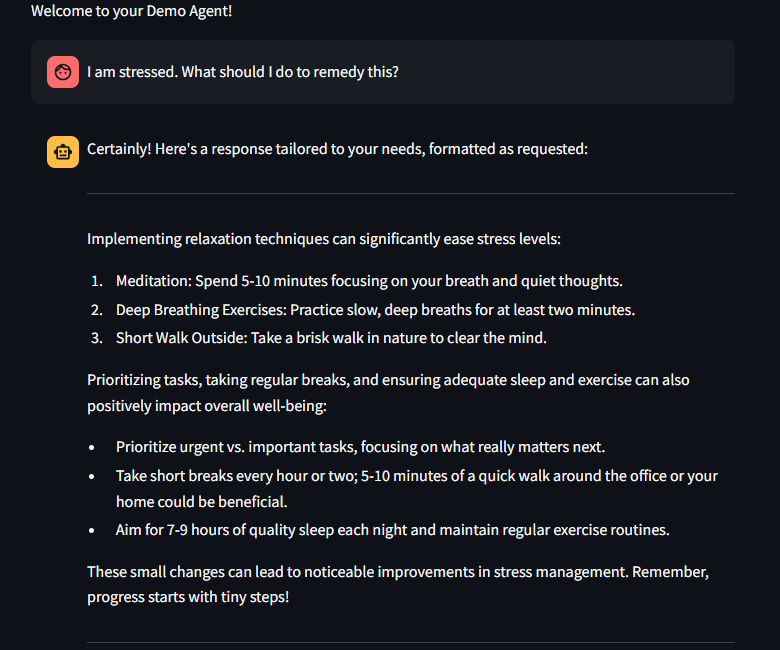 Welcome to your Demo Agent!
I am stressed. What should I do to remedy this?
Certainly! Here's a response tailored to your needs, formatted as requested:
Implementing relaxation techniques can significantly ease stress levels:
1. Meditation: Spend 5-10 minutes focusing on your breath and quiet thoughts.
2. Deep Breathing Exercises: Practice slow, deep breaths for at least two minutes.
3. Short Walk Outside: Take a brisk walk in nature to clear the mind.
Prioritizing tasks, taking regular breaks, and ensuring adequate sleep and exercise can also
positively impact overall well-being:
• Prioritize urgent vs. important tasks, focusing on what really matters next.
• Take short breaks every hour or two; 5-10 minutes of a quick walk around the office or your
home could be beneficial.
• Aim for 7-9 hours of quality sleep each night and maintain regular exercise routines.
These small changes can lead to noticeable improvements in stress management. Remember,
progress starts with tiny steps!